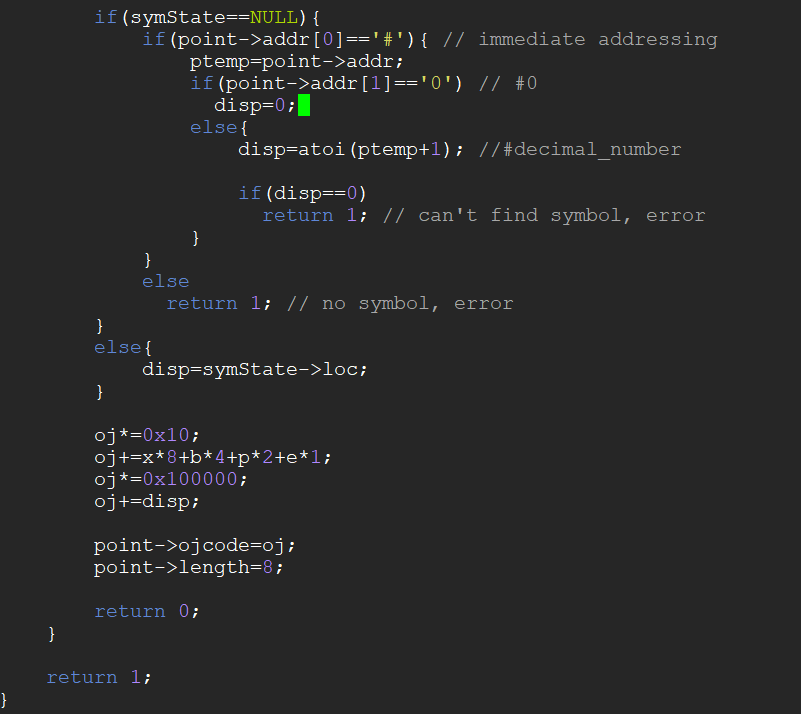 if(symState==NULL){
if(point->addr[0]=='#'){ // immediate addressing
ptemp=point->addr;
if(point->addr[1]=='0') // #0
disp=0;
else{
disp=atoi(ptemp+1); //#decimal_number
if(disp==0)
return 1; // can't find symbol, error
}
}
else
return 1; // no symbol, error
}
else{
disp=symState->loc;
}
oj*=0x10;
oj+=x*8+b*4+p*2+e*1;
oj*=0x100000;
oj+=disp;
point->ojcode=oj;
point->length=8;
return 0;
}
return 1;
}